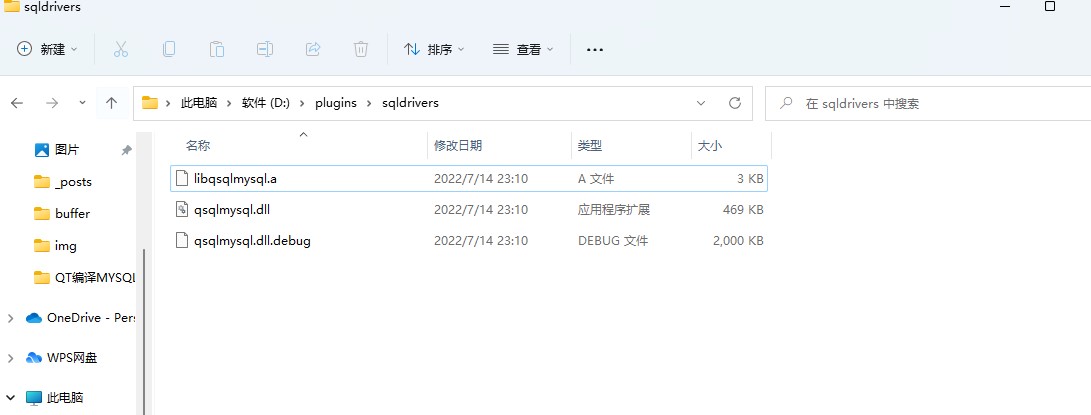 sqldrivers
新建 排序 查看
此电脑 软件 (D:) plugins sqldrivers 在 sqldrivers 中搜索
名称 修改日期 类型 大小
图片
libqsqlmysql.a 2022/7/14 23:10 A 文件 3 KB
_posts
qsqlmysql.dll 2022/7/14 23:10 应用程序扩展 469 KB
buffer
qsqlmysql.dll.debug 2022/7/14 23:10 DEBUG 文件 2,000 KB
img
QT编译MYSQL
OneDrive - Pers
WPS网盘
此电脑